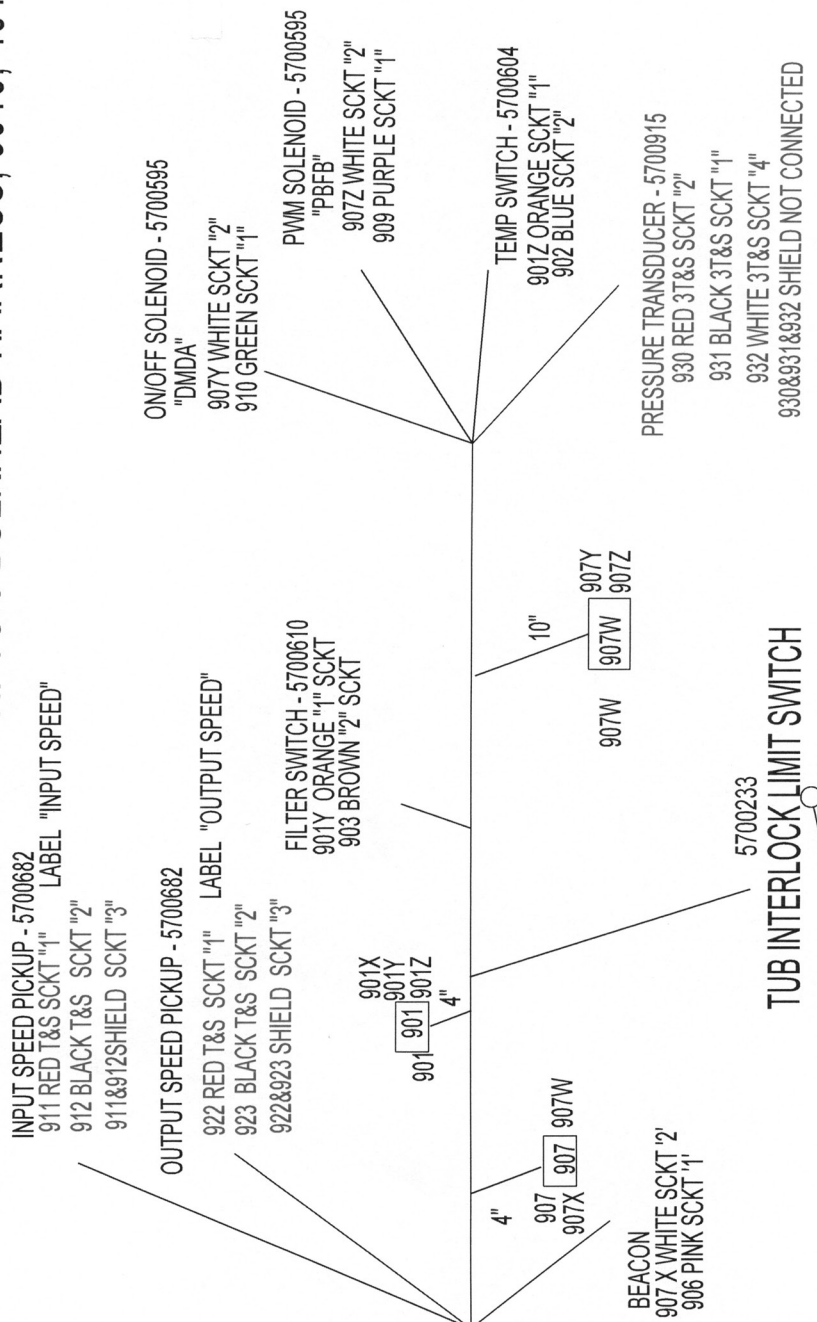 INPUT SPEED PICKUP - 5700682
911 RED T&S SCKT "1" LABEL "INPUT SPEED"
912 BLACK T&S SCKT "2"
911&912SHIELD SCKT "3"
OUTPUT SPEED PICKUP - 5700682
922 RED T&S SCKT "1" LABEL "OUTPUT SPEED"
923 BLACK T&S SCKT "2"
922&923 SHIELD SCKT "3"
FILTER SWITCH - 5700610
901Y ORANGE "1" SCKT
903 BROWN "2" SCKT
ON/OFF SOLENOID - 5700595
"DMDA"
907Y WHITE SCKT "2"
910 GREEN SCKT "1"
PWM SOLENOID - 5700595
"PBFB"
907Z WHITE SCKT "2"
909 PURPLE SCKT "1"
TEMP SWITCH - 5700604
901Z ORANGE SCKT "1"
902 BLUE SCKT "2"
PRESSURE TRANSDUCER - 5700915
930 RED 3T&S SCKT "2"
931 BLACK 3T&S SCKT "1"
932 WHITE 3T&S SCKT "4"
930&931&932 SHIELD NOT CONNECTED
901X
901Y
901 901 901Z
4"
4"
907 907 907W
907X
10"
907W 907W 907Y
907Z
BEACON
907 X WHITE SCKT '2'
906 PINK SCKT '1'
5700233
TUB INTERLOCK LIMIT SWITCH